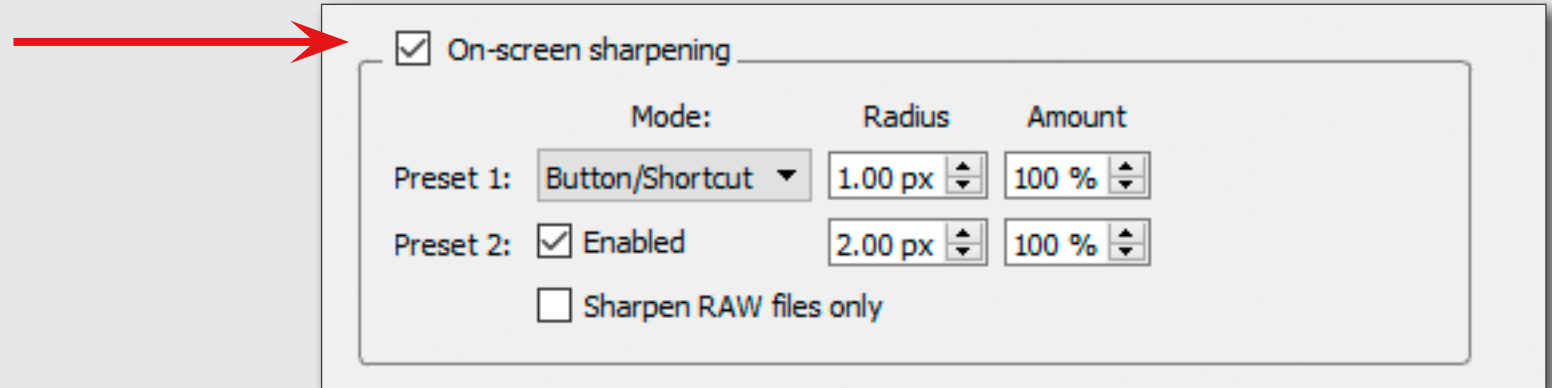 On-screen sharpening
Mode: Radius Amount
Preset 1: Button/Shortcut 1.00 px 100 %
Preset 2: Enabled 2.00 px 100 %
Sharpen RAW files only